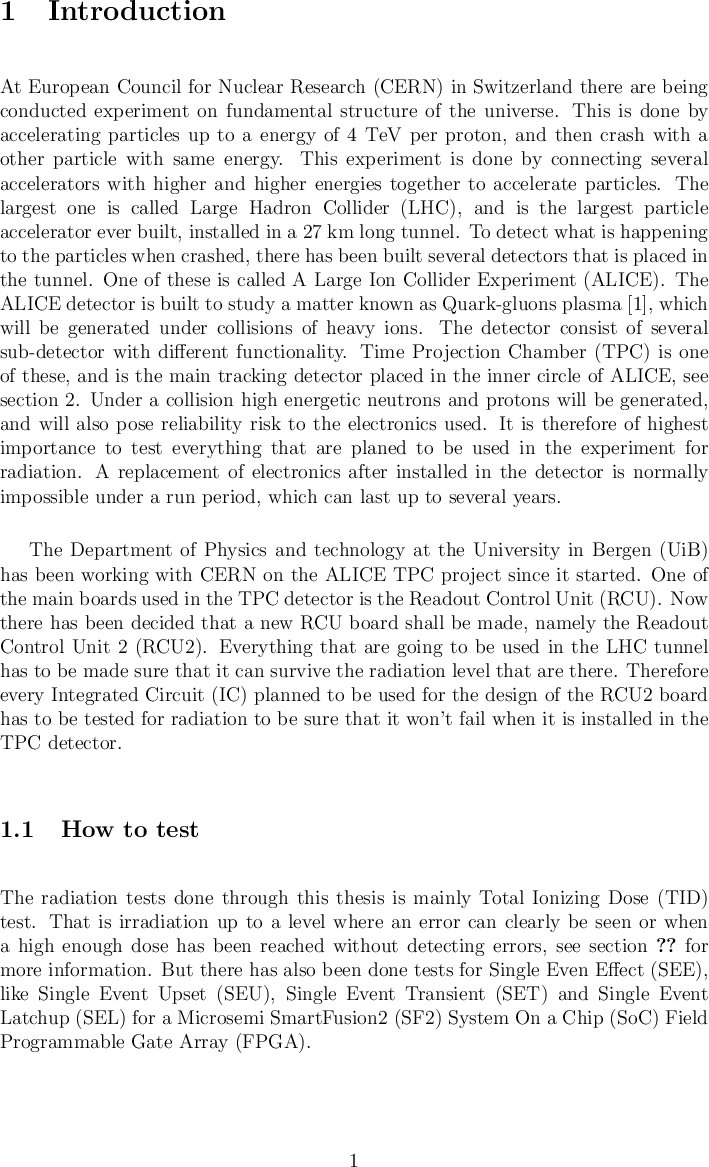 1 Introduction
At European Council for Nuclear Research (CERN) in Switzerland there are being
conducted experiment on fundamental structure of the universe. This is done by
accelerating particles up to a energy of 4 TeV per proton, and then crash with a
other particle with same energy. This experiment is done by connecting several
accelerators with higher and higher energies together to accelerate particles. The
largest one is called Large Hadron Collider (LHC), and is the largest particle
accelerator ever built, installed in a 27 km long tunnel. To detect what is happening
to the particles when crashed, there has been built several detectors that is placed in
the tunnel. One of these is called A Large Ion Collider Experiment (ALICE). The
ALICE detector is built to study a matter known as Quark-gluons plasma [1], which
will be generated under collisions of heavy ions. The detector consist of several
sub-detector with different functionality. Time Projection Chamber (TPC) is one
of these, and is the main tracking detector placed in the inner circle of ALICE, see
section 2. Under a collision high energetic neutrons and protons will be generated,
and will also pose reliability risk to the electronics used. It is therefore of highest
importance to test everything that are planed to be used in the experiment for
radiation. A replacement of electronics after installed in the detector is normally
impossible under a run period, which can last up to several years.
The Department of Physics and technology at the University in Bergen (UiB)
has been working with CERN on the ALICE TPC project since it started. One of
the main boards used in the TPC detector is the Readout Control Unit (RCU). Now
there has been decided that a new RCU board shall be made, namely the Readout
Control Unit 2 (RCU2). Everything that are going to be used in the LHC tunnel
has to be made sure that it can survive the radiation level that are there. Therefore
every Integrated Circuit (IC) planned to be used for the design of the RCU2 board
has to be tested for radiation to be sure that it won't fail when it is installed in the
TPC detector.
1.1 How to test
The radiation tests done through this thesis is mainly Total Ionizing Dose (TID)
test. That is irradiation up to a level where an error can clearly be seen or when
a high enough dose has been reached without detecting errors, see section ?? for
more information. But there has also been done tests for Single Even Effect (SEE),
like Single Event Upset (SEU), Single Event Transient (SET) and Single Event
Latchup (SEL) for a Microsemi SmartFusion2 (SF2) System On a Chip (SoC) Field
Programmable Gate Array (FPGA).
1